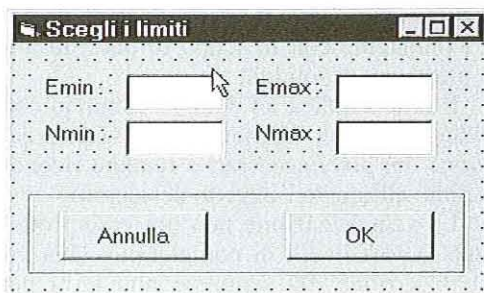 Scegli i limiti
Emin : Emax :
Nmin : Nmax :
Annulla OK